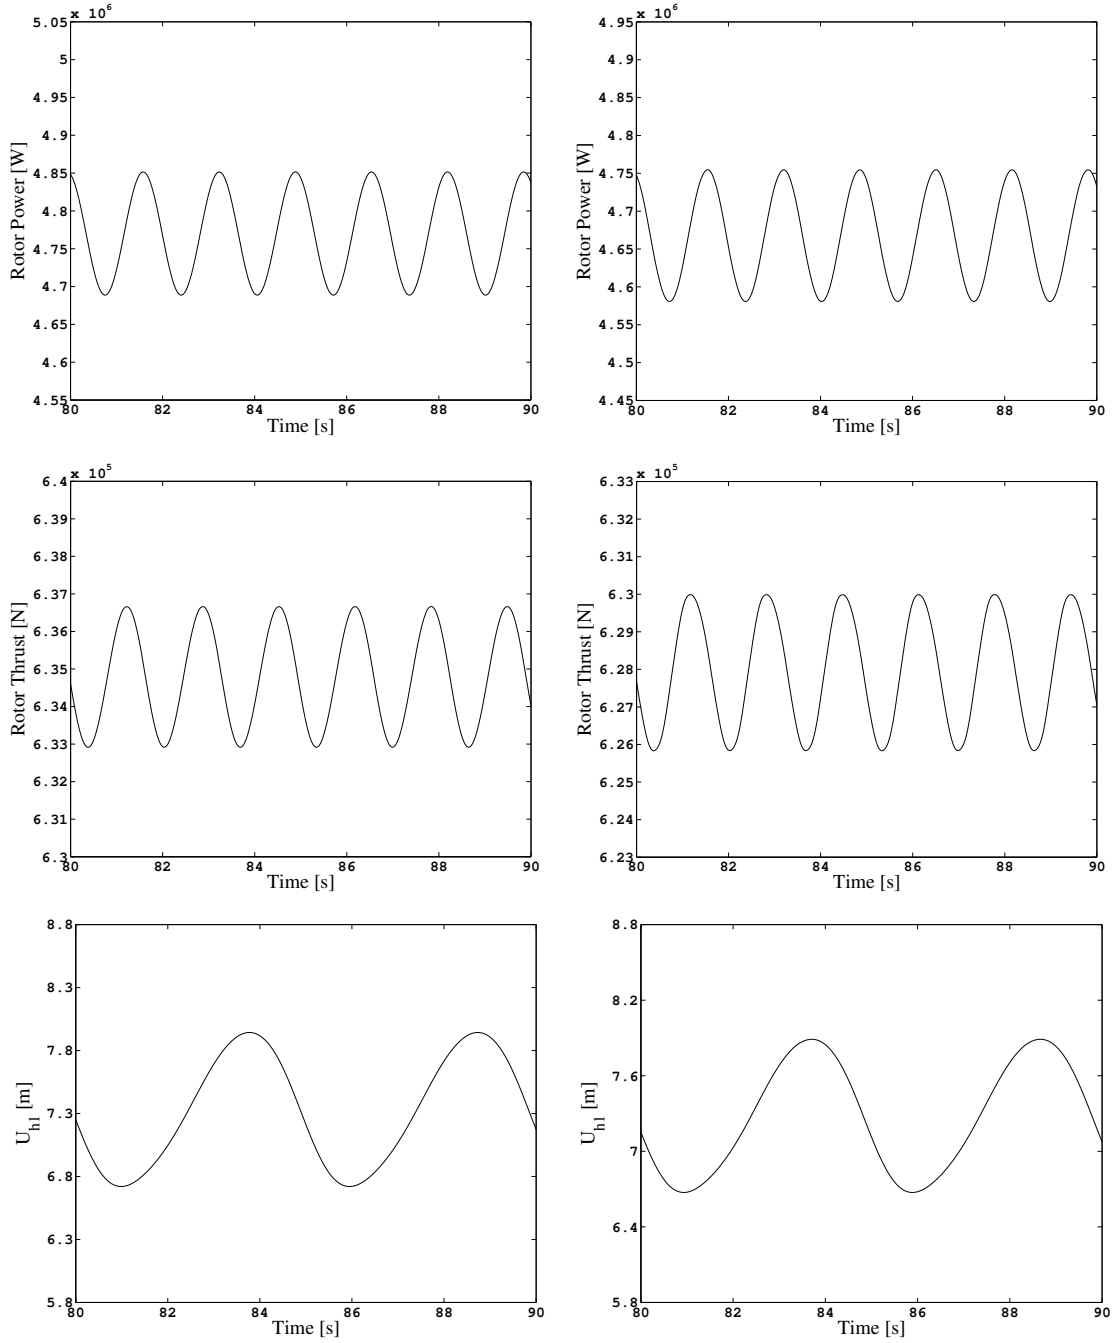 x 10^6
5.05
5
4.95
4.9
4.85
4.8
4.75
4.7
4.65
4.6
4.55
Rotor Power [W]
80 82 84 86 88 90
Time [s]
x 10^6
4.95
4.9
4.85
4.8
4.75
4.7
4.65
4.6
4.55
4.5
4.45
Rotor Power [W]
80 82 84 86 88 90
Time [s]
x 10^5
6.4
6.39
6.38
6.37
6.36
6.35
6.34
6.33
6.32
6.31
6.3
Rotor Thrust [N]
80 82 84 86 88 90
Time [s]
x 10^5
6.33
6.32
6.31
6.3
6.29
6.28
6.27
6.26
6.25
6.24
6.23
Rotor Thrust [N]
80 82 84 86 88 90
Time [s]
8.8
8.3
7.8
7.3
6.8
6.3
5.8
U_h1 [m]
80 82 84 86 88 90
Time [s]
8.8
8.2
7.6
7
6.4
5.8
U_h1 [m]
80 82 84 86 88 90
Time [s]